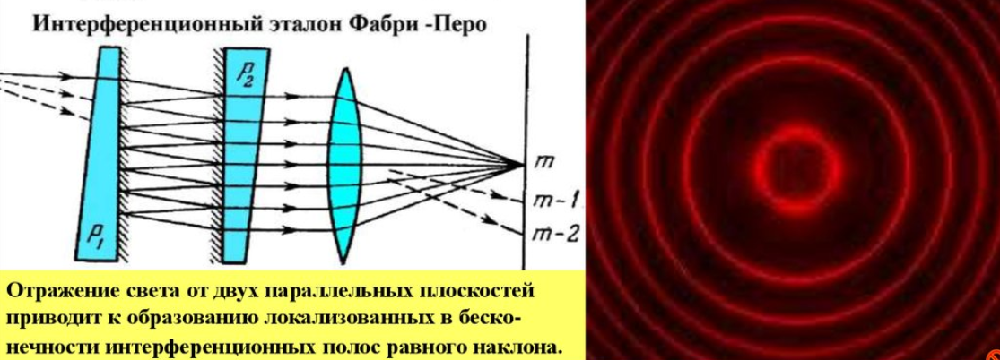 Интерференционный эталон Фабри -Перо
P₁
P₂
m
m-1
m-2
Отражение света от двух параллельных плоскостей
приводит к образованию локализованных в беско-
нечности интерференционных полос равного наклона.